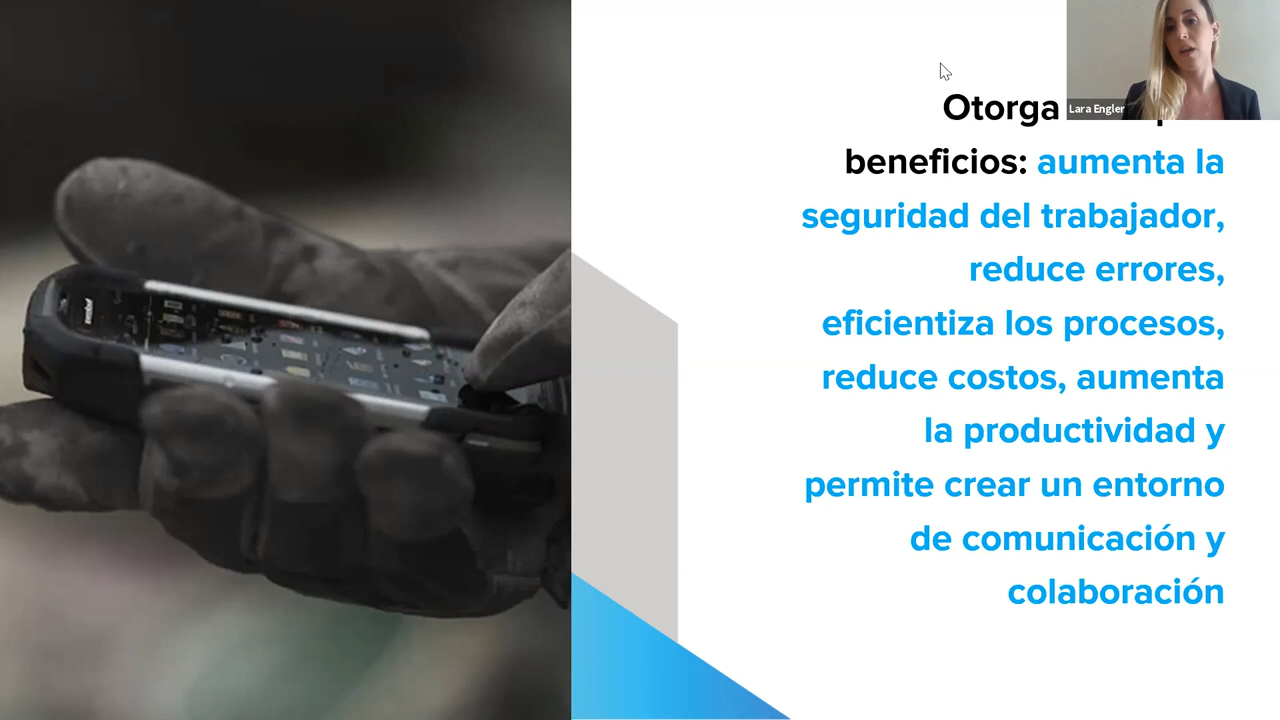 Lara Engler
Otorga
beneficios: aumenta la
seguridad del trabajador,
reduce errores,
eficientiza los procesos,
reduce costos, aumenta
la productividad y
permite crear un entorno
de comunicación y
colaboración